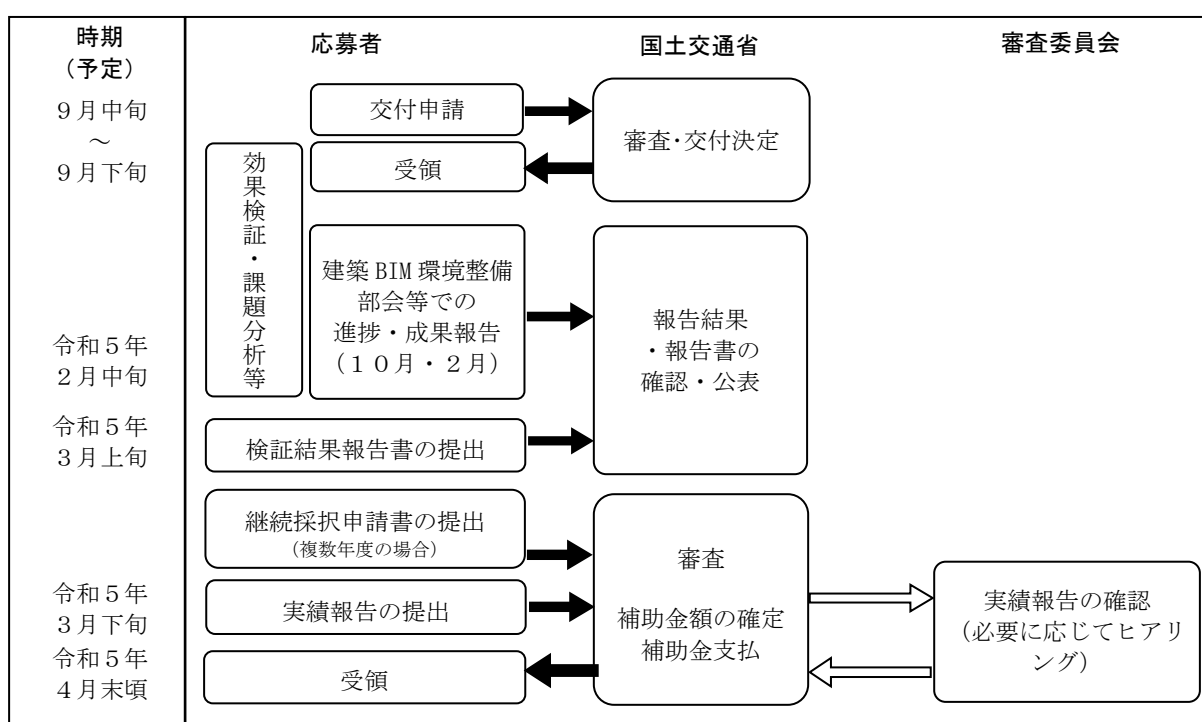 時期
(予定)
応募者
国土交通省
審査委員会
9月中旬
~
9月下旬
交付申請
審査・交付決定
受領
効果検証・課題分析等
建築 BIM 環境整備
部会等での
進捗・成果報告
(10月・2月)
報告結果
・報告書の
確認・公表
令和5年
2月中旬
令和5年
3月上旬
検証結果報告書の提出
継続採択申請書の提出
(複数年度の場合)
審査
補助金額の確定
補助金支払
令和5年
3月下旬
実績報告の提出
実績報告の確認
(必要に応じてヒアリ
ング)
令和5年
4月末頃
受領